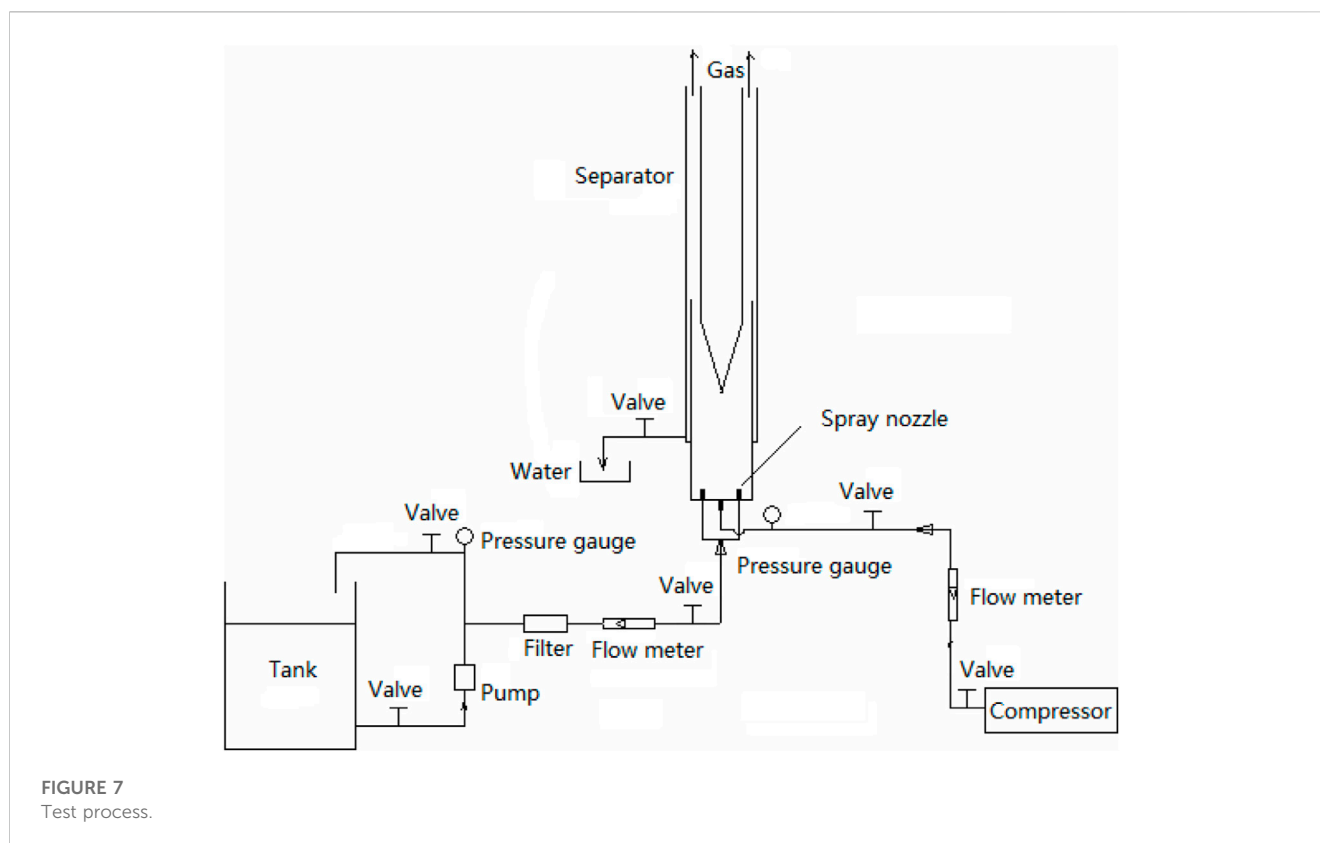 Gas
Separator
Valve
Spray nozzle
Water
Valve
Valve
Pressure gauge
Pressure gauge
Valve
Flow meter
Filter
Flow meter
Tank
Valve
Valve
Pump
Compressor
FIGURE 7
Test process.